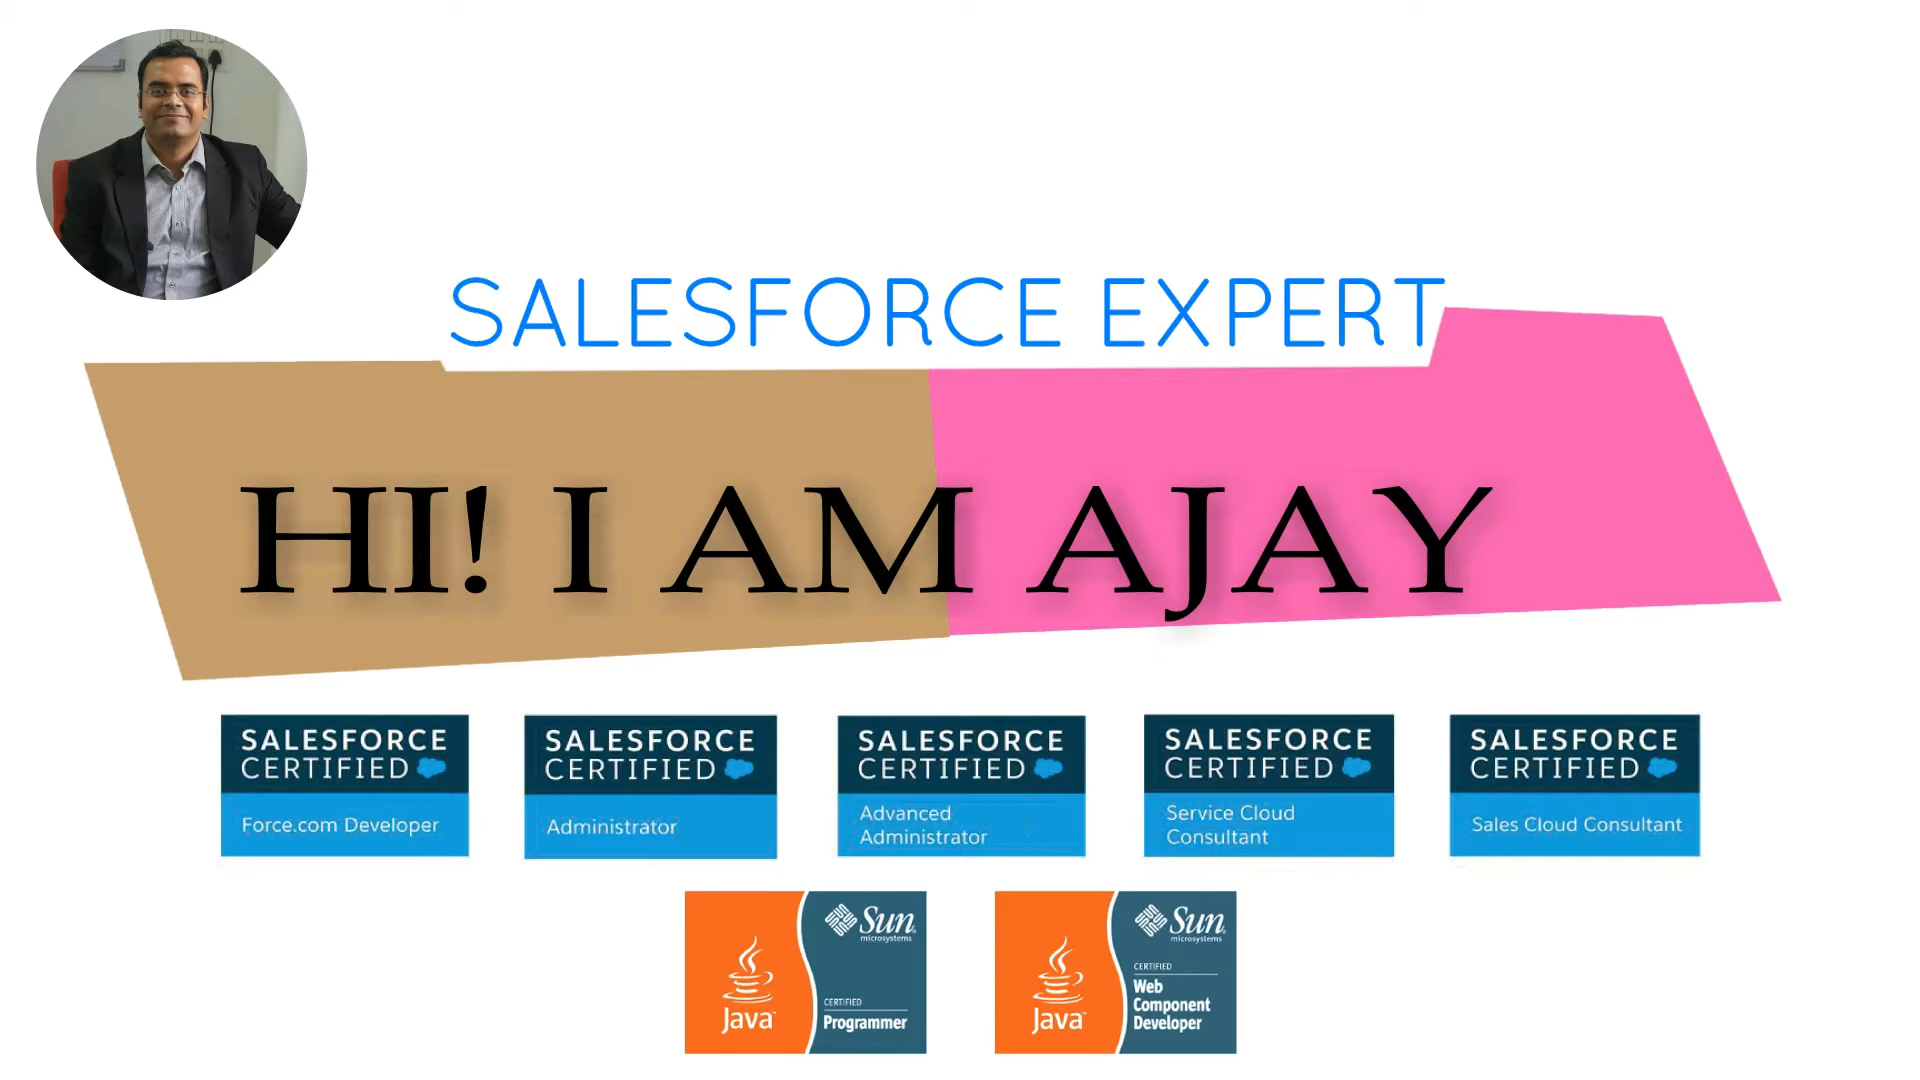 SALESFORCE EXPERT
HI! I AM AJAY
SALESFORCE
CERTIFIED
Force.com Developer
SALESFORCE
CERTIFIED
Administrator
SALESFORCE
CERTIFIED
Advanced
Administrator
SALESFORCE
CERTIFIED
Service Cloud
Consultant
SALESFORCE
CERTIFIED
Sales Cloud Consultant
Sun
microsystems
CERTIFIED
Programmer
Java
Sun
microsystems
CERTIFIED
Web
Component
Developer
Java